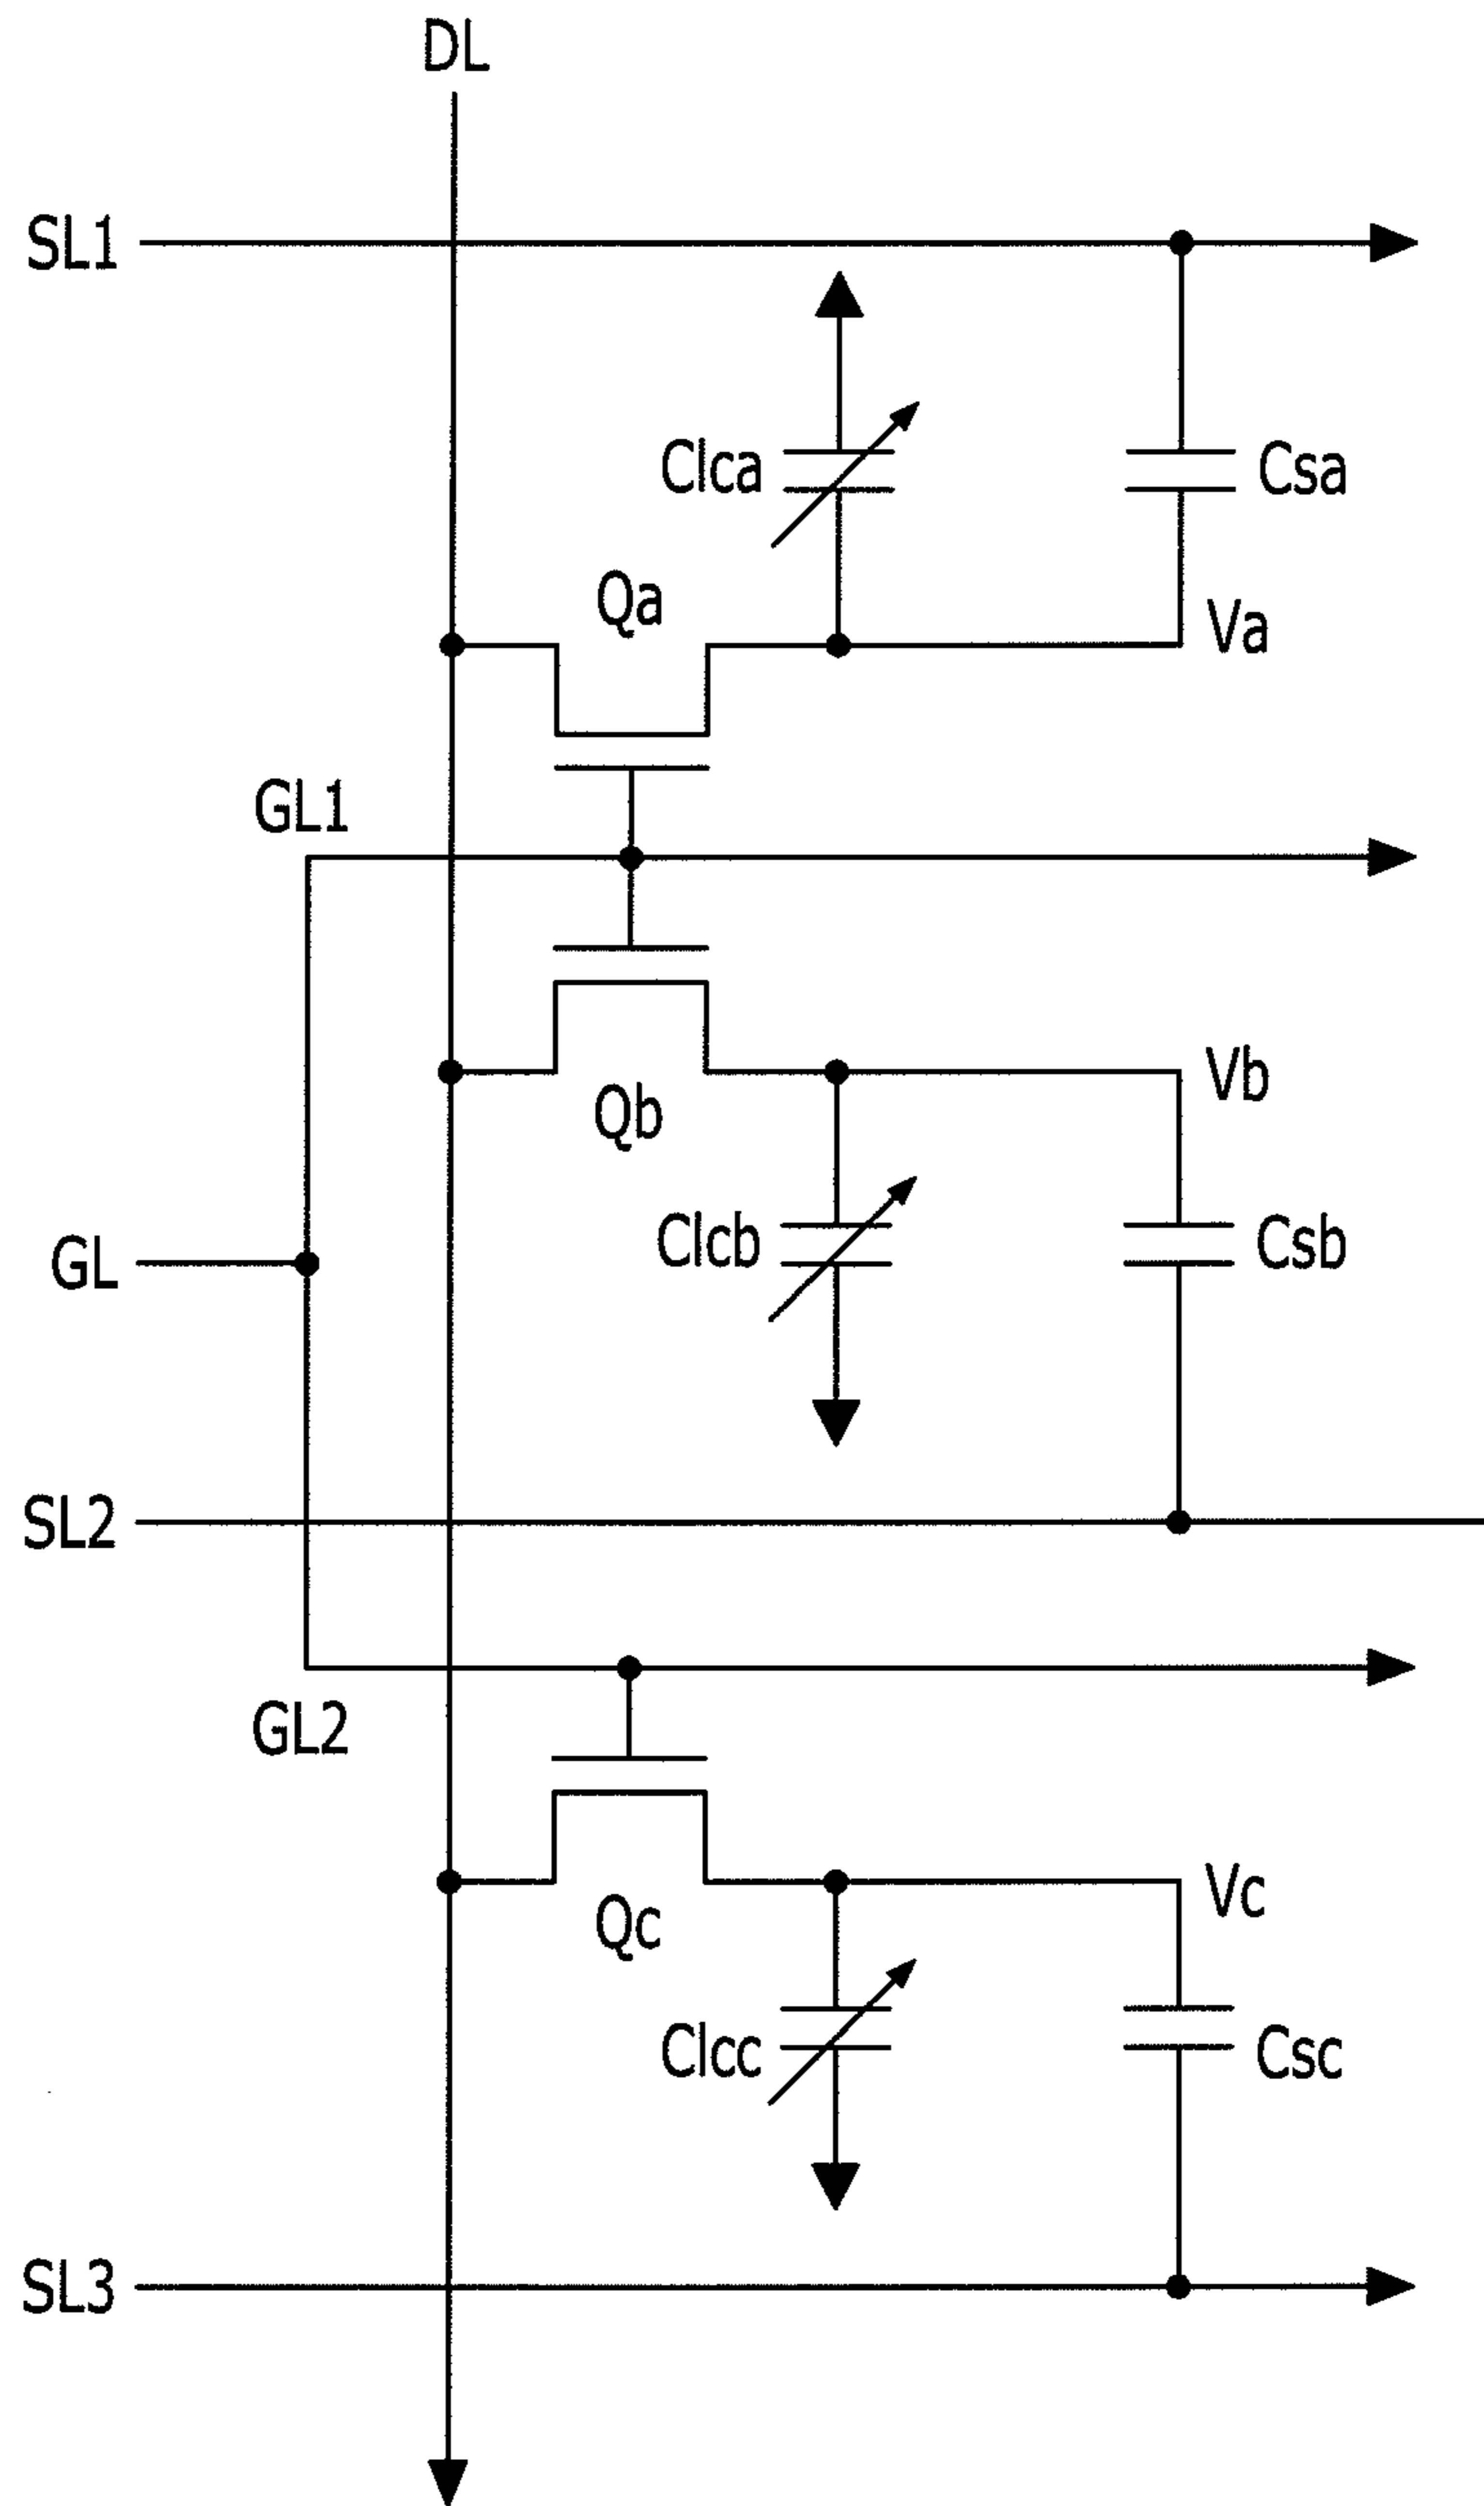 DL
SL1
Clca
Csa
Qa
Va
GL1
Vb
Qb
Clcb
Csb
GL
SL2
GL2
Vc
Qc
Clcc
Csc
SL3